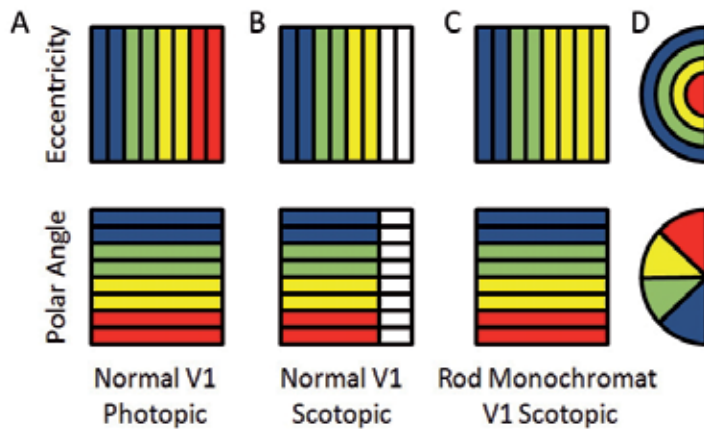 A B C D
Eccentricity
Polar Angle
Normal V1
Photopic
Normal V1
Scotopic
Rod Monochromat
V1 Scotopic